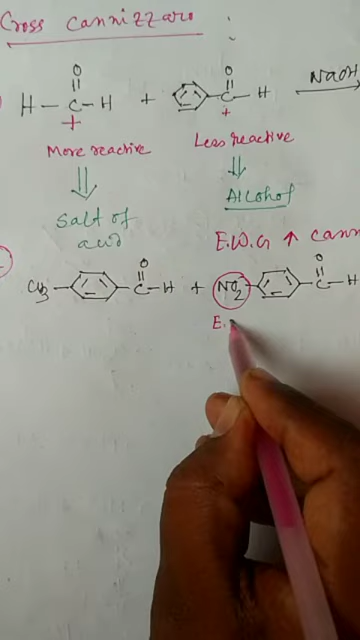 Cross Cannizzaro :
O O
H - C - H + C - H NaOH
+ +
More reactive Less reactive
Salt of Alcohol
acid
E.W.G ↑ cann
O O
CH3 C - H + NO2 C - H
E.